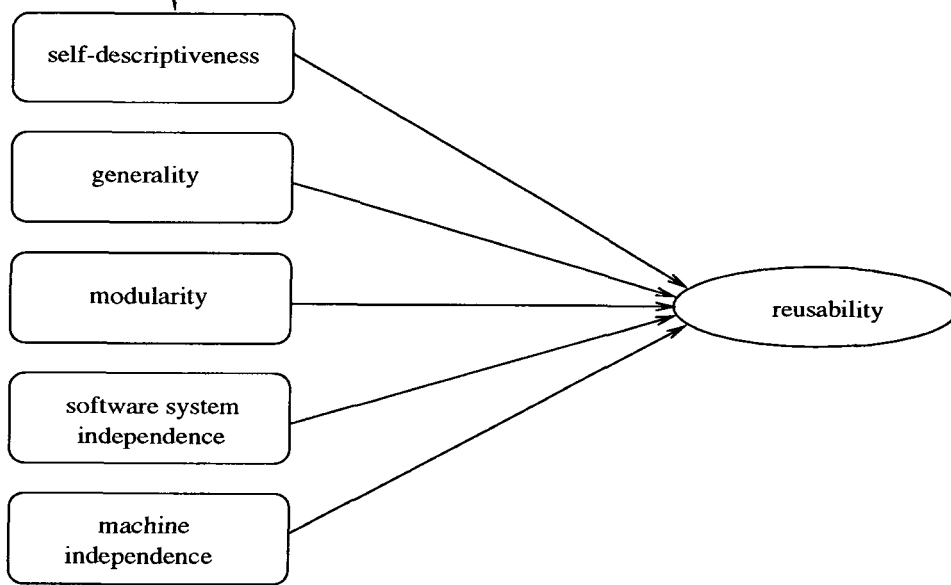 self-descriptiveness
generality
modularity
reusability
software system
independence
machine
independence